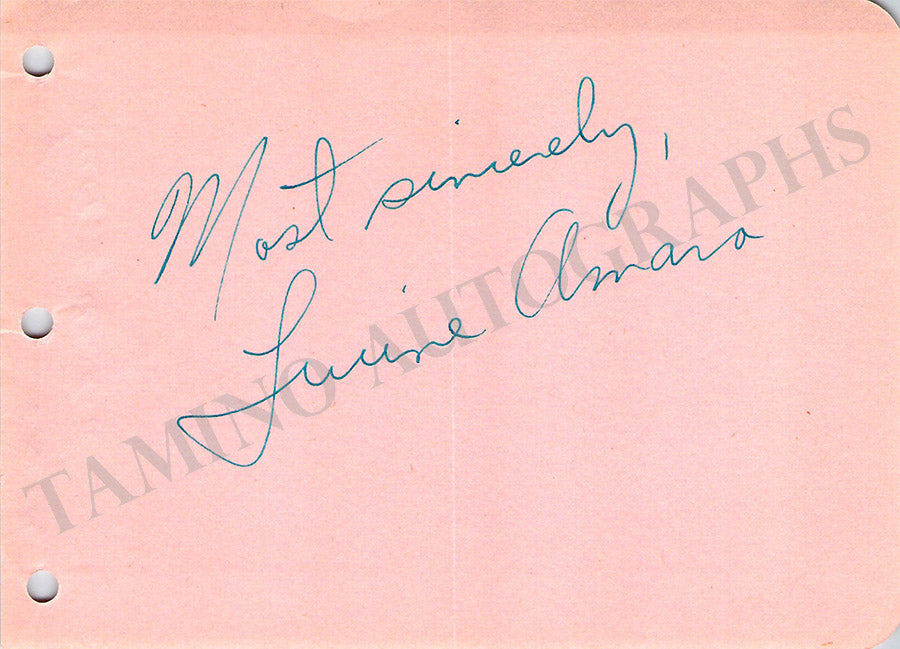 Most sincerely,
Lucine Amara
TAMINO AUTOGRAPHS